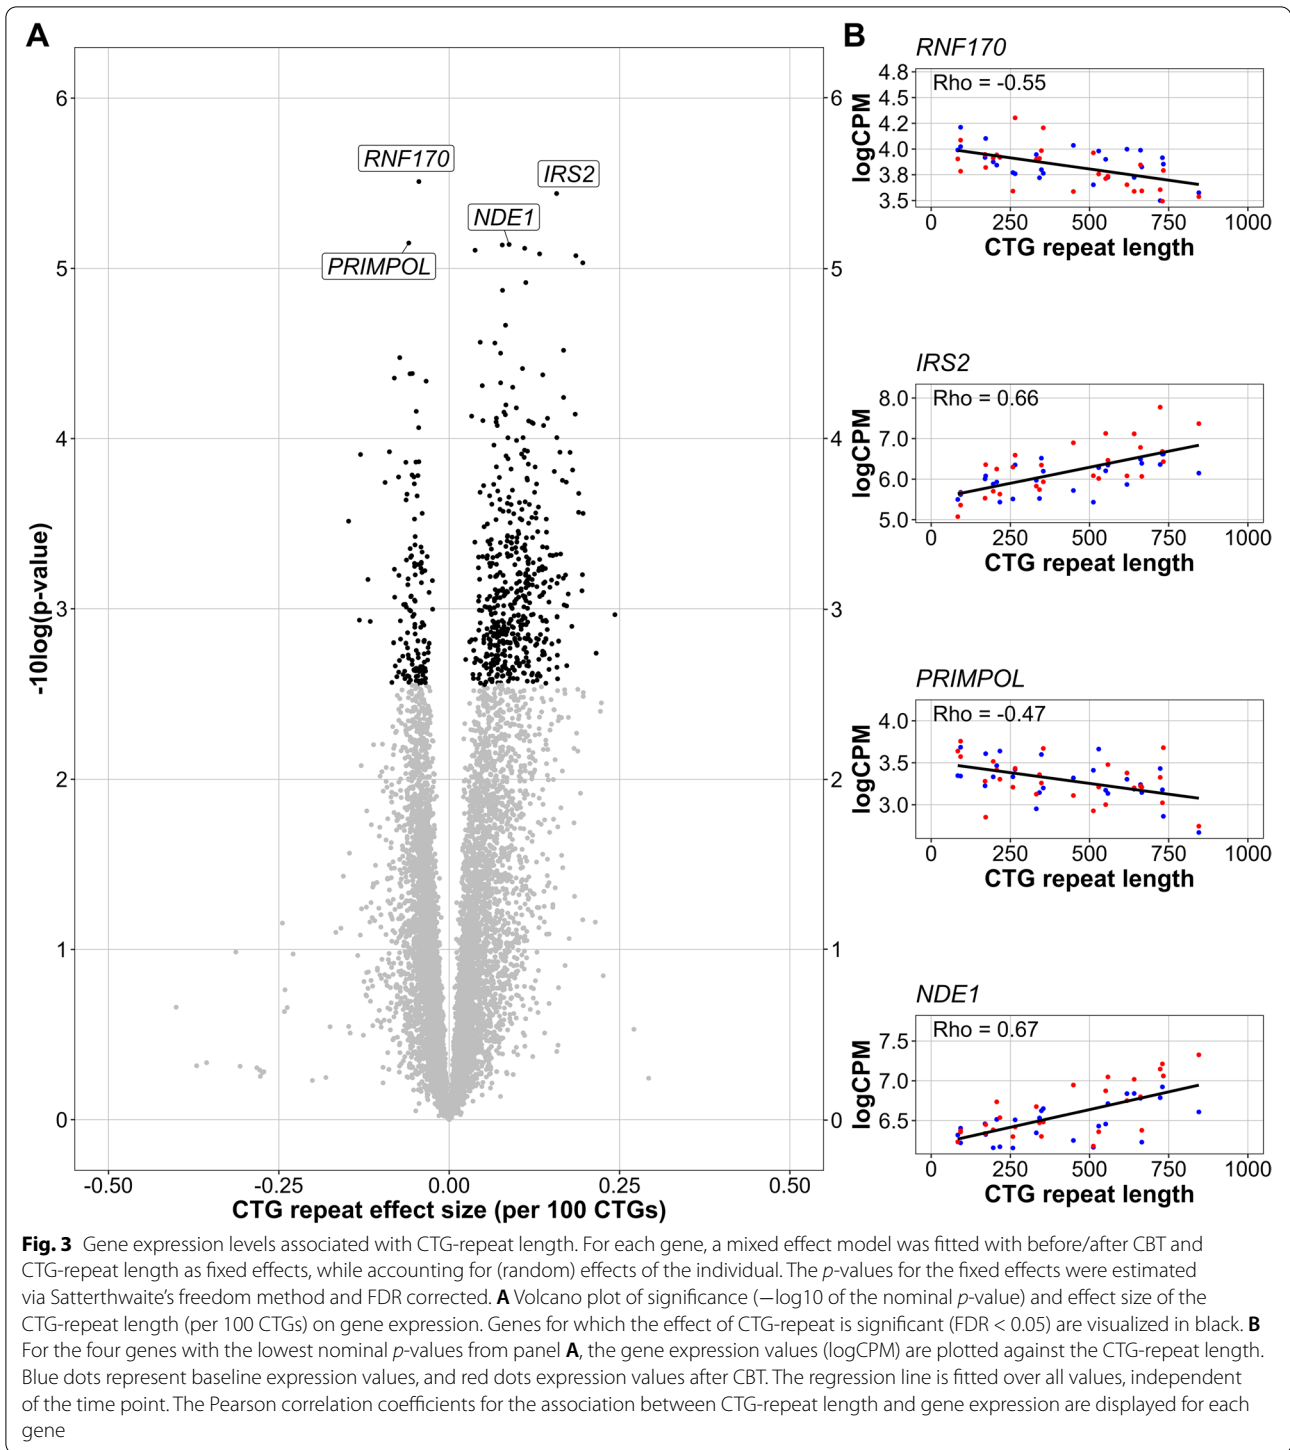 A
-10log(p-value)
6
5
4
3
2
1
0
6
5
4
3
2
1
0
RNF170
IRS2
NDE1
PRIMPOL
-0.50
-0.25
0.00
0.25
0.50
CTG repeat effect size (per 100 CTGs)
B
RNF170
Rho = -0.55
logCPM
4.8
4.5
4.2
4.0
3.8
3.5
0
250
500
750
1000
CTG repeat length
IRS2
Rho = 0.66
logCPM
8.0
7.0
6.0
5.0
0
250
500
750
1000
CTG repeat length
PRIMPOL
Rho = -0.47
logCPM
4.0
3.5
3.0
0
250
500
750
1000
CTG repeat length
NDE1
Rho = 0.67
logCPM
7.5
7.0
6.5
0
250
500
750
1000
CTG repeat length
Fig. 3 Gene expression levels associated with CTG-repeat length. For each gene, a mixed effect model was fitted with before/after CBT and
CTG-repeat length as fixed effects, while accounting for (random) effects of the individual. The p-values for the fixed effects were estimated
via Satterthwaite's freedom method and FDR corrected. A Volcano plot of significance (−log10 of the nominal p-value) and effect size of the
CTG-repeat length (per 100 CTGs) on gene expression. Genes for which the effect of CTG-repeat is significant (FDR < 0.05) are visualized in black. B
For the four genes with the lowest nominal p-values from panel A, the gene expression values (logCPM) are plotted against the CTG-repeat length.
Blue dots represent baseline expression values, and red dots expression values after CBT. The regression line is fitted over all values, independent
of the time point. The Pearson correlation coefficients for the association between CTG-repeat length and gene expression are displayed for each
gene